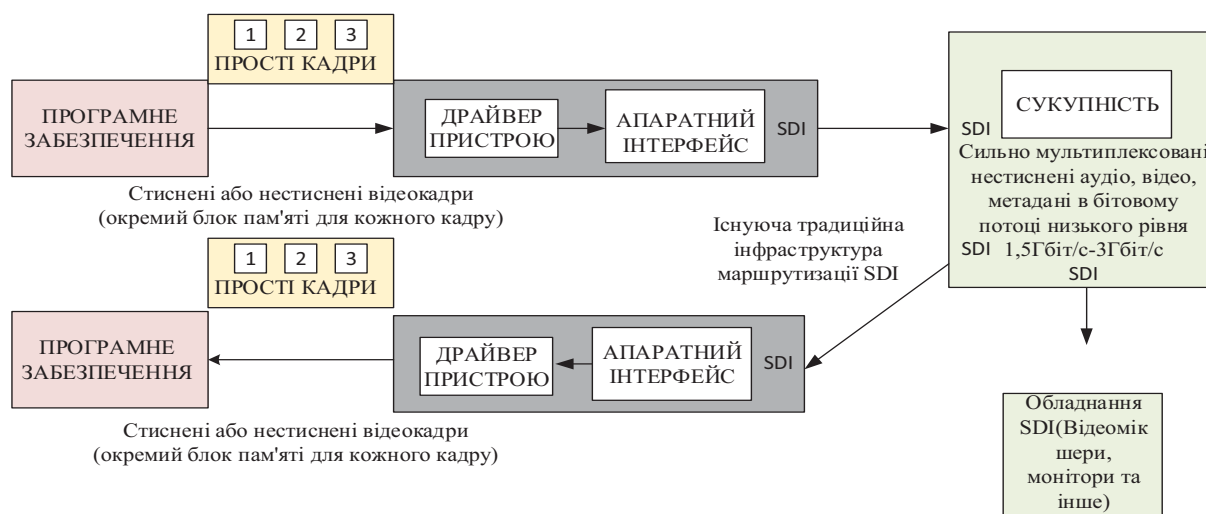 1 2 3
ПРОСТІ КАДРИ
ПРОГРАМНЕ
ЗАБЕЗПЕЧЕННЯ
ДРАЙВЕР
ПРИСТРОЮ
АПАРАТНИЙ
ІНТЕРФЕЙС
SDI
Стиснені або нестиснені відеокадри
(окремий блок пам'яті для кожного кадру)
СУКУПНІСТЬ
SDI
Сильно мультиплексовані
нестиснені аудіо, відео,
метадані в бітовому
потоці низького рівня
SDI 1,5Гбіт/с-3Гбіт/с
SDI
Існуюча традиційна
інфраструктура
маршрутизації SDI
1 2 3
ПРОСТІ КАДРИ
ПРОГРАМНЕ
ЗАБЕЗПЕЧЕННЯ
ДРАЙВЕР
ПРИСТРОЮ
АПАРАТНИЙ
ІНТЕРФЕЙС
SDI
Стиснені або нестиснені відеокадри
(окремий блок пам'яті для кожного кадру)
Обладнання
SDI(Відеомік
шери,
монітори та
інше)